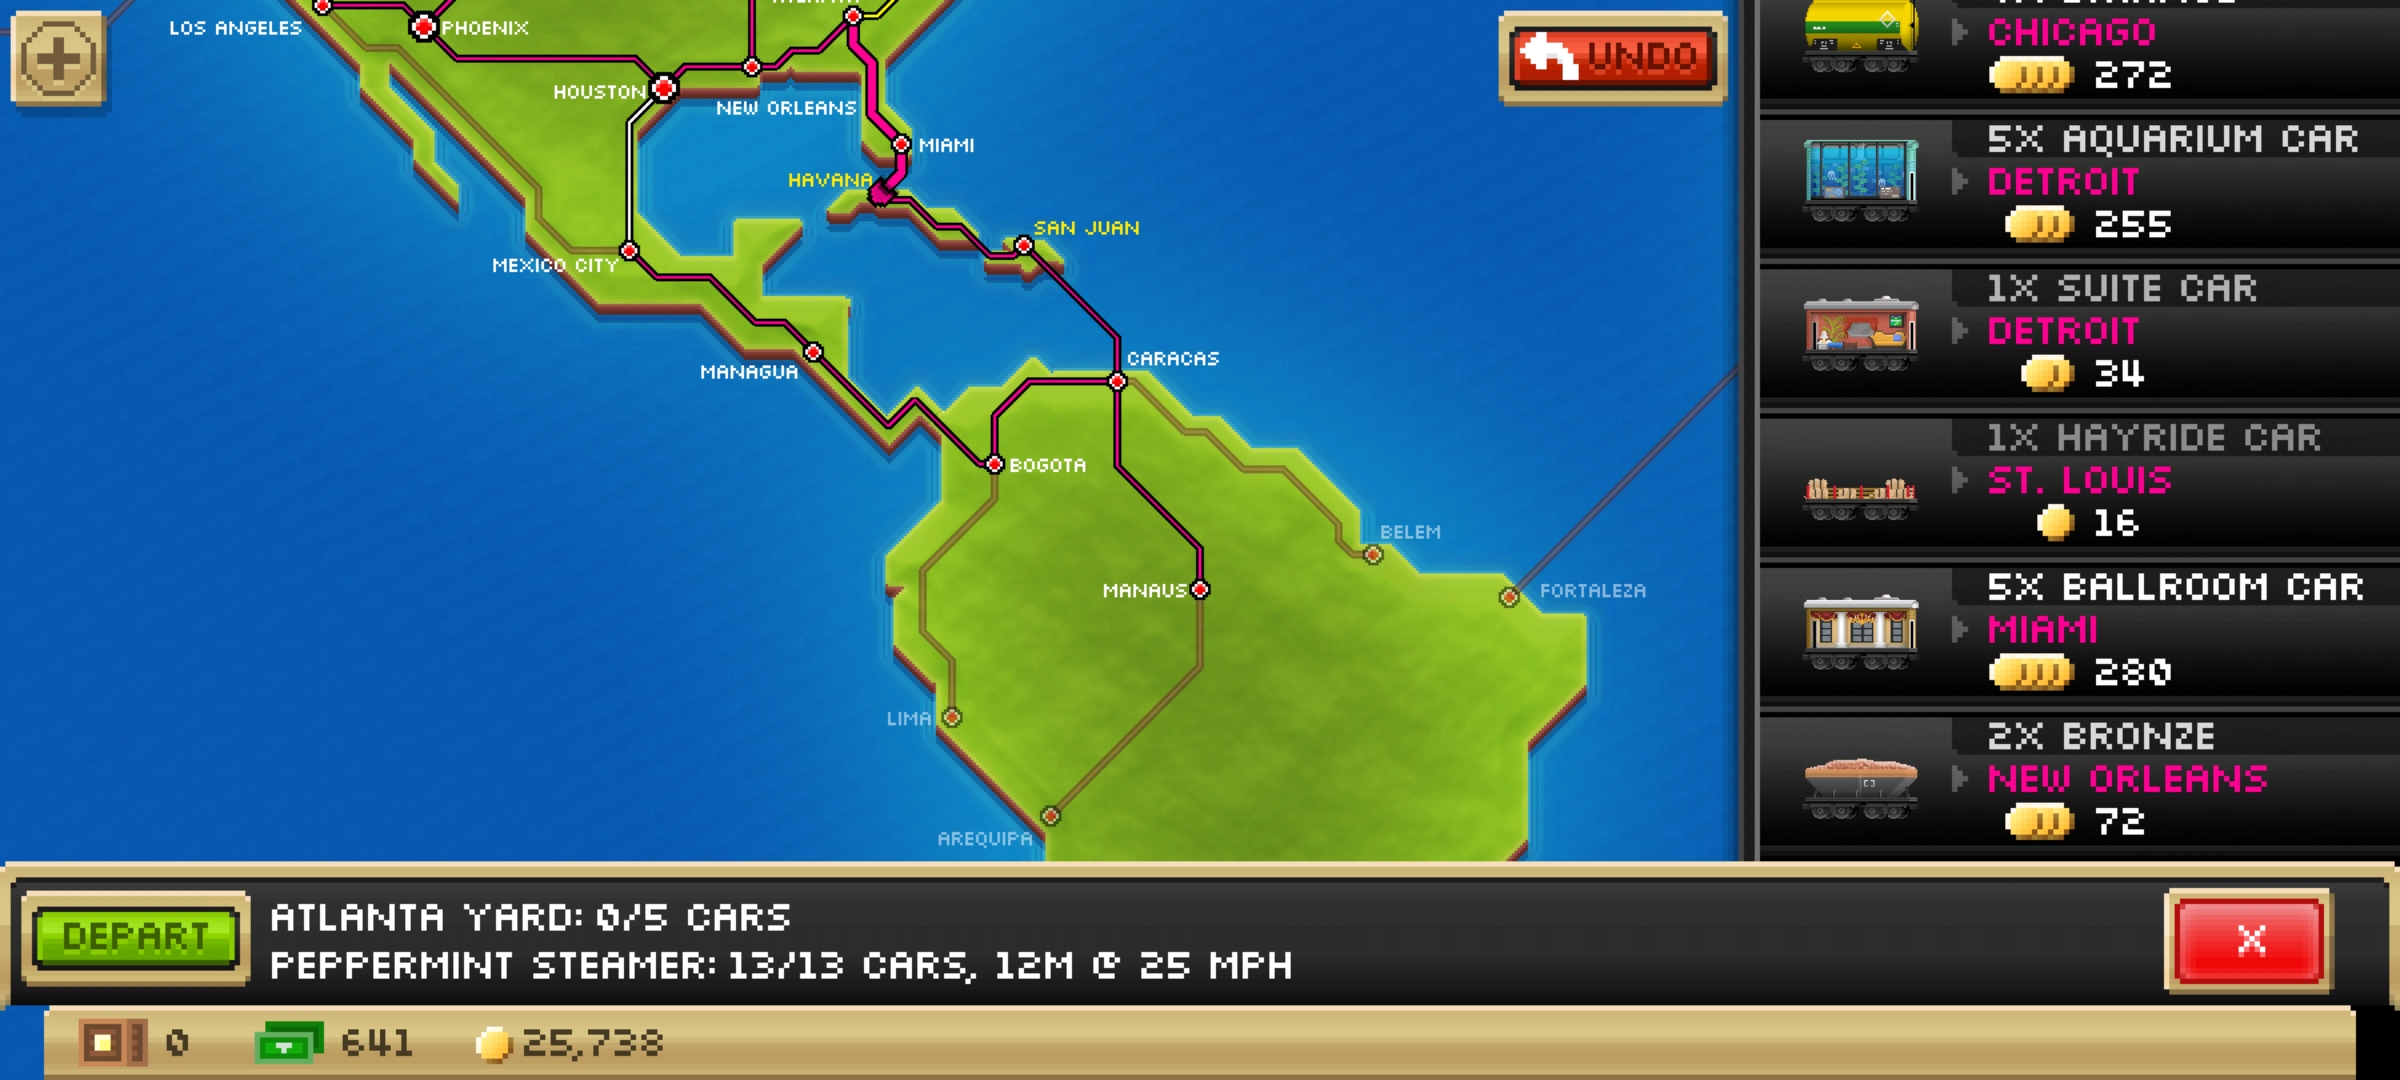 LOS ANGELES
PHOENIX
HOUSTON
NEW ORLEANS
MIAMI
HAVANA
SAN JUAN
MEXICO CITY
MANAGUA
CARACAS
BOGOTA
BELEM
MANAUS
FORTALEZA
LIMA
AREQUIPA
UNDO
CHICAGO
272
5X AQUARIUM CAR
DETROIT
255
1X SUITE CAR
DETROIT
34
1X HAYRIDE CAR
ST. LOUIS
16
5X BALLROOM CAR
MIAMI
280
2X BRONZE
NEW ORLEANS
72
DEPART
ATLANTA YARD: 0/5 CARS
PEPPERMINT STEAMER: 13/13 CARS, 12M @ 25 MPH
X
0
641
25,738